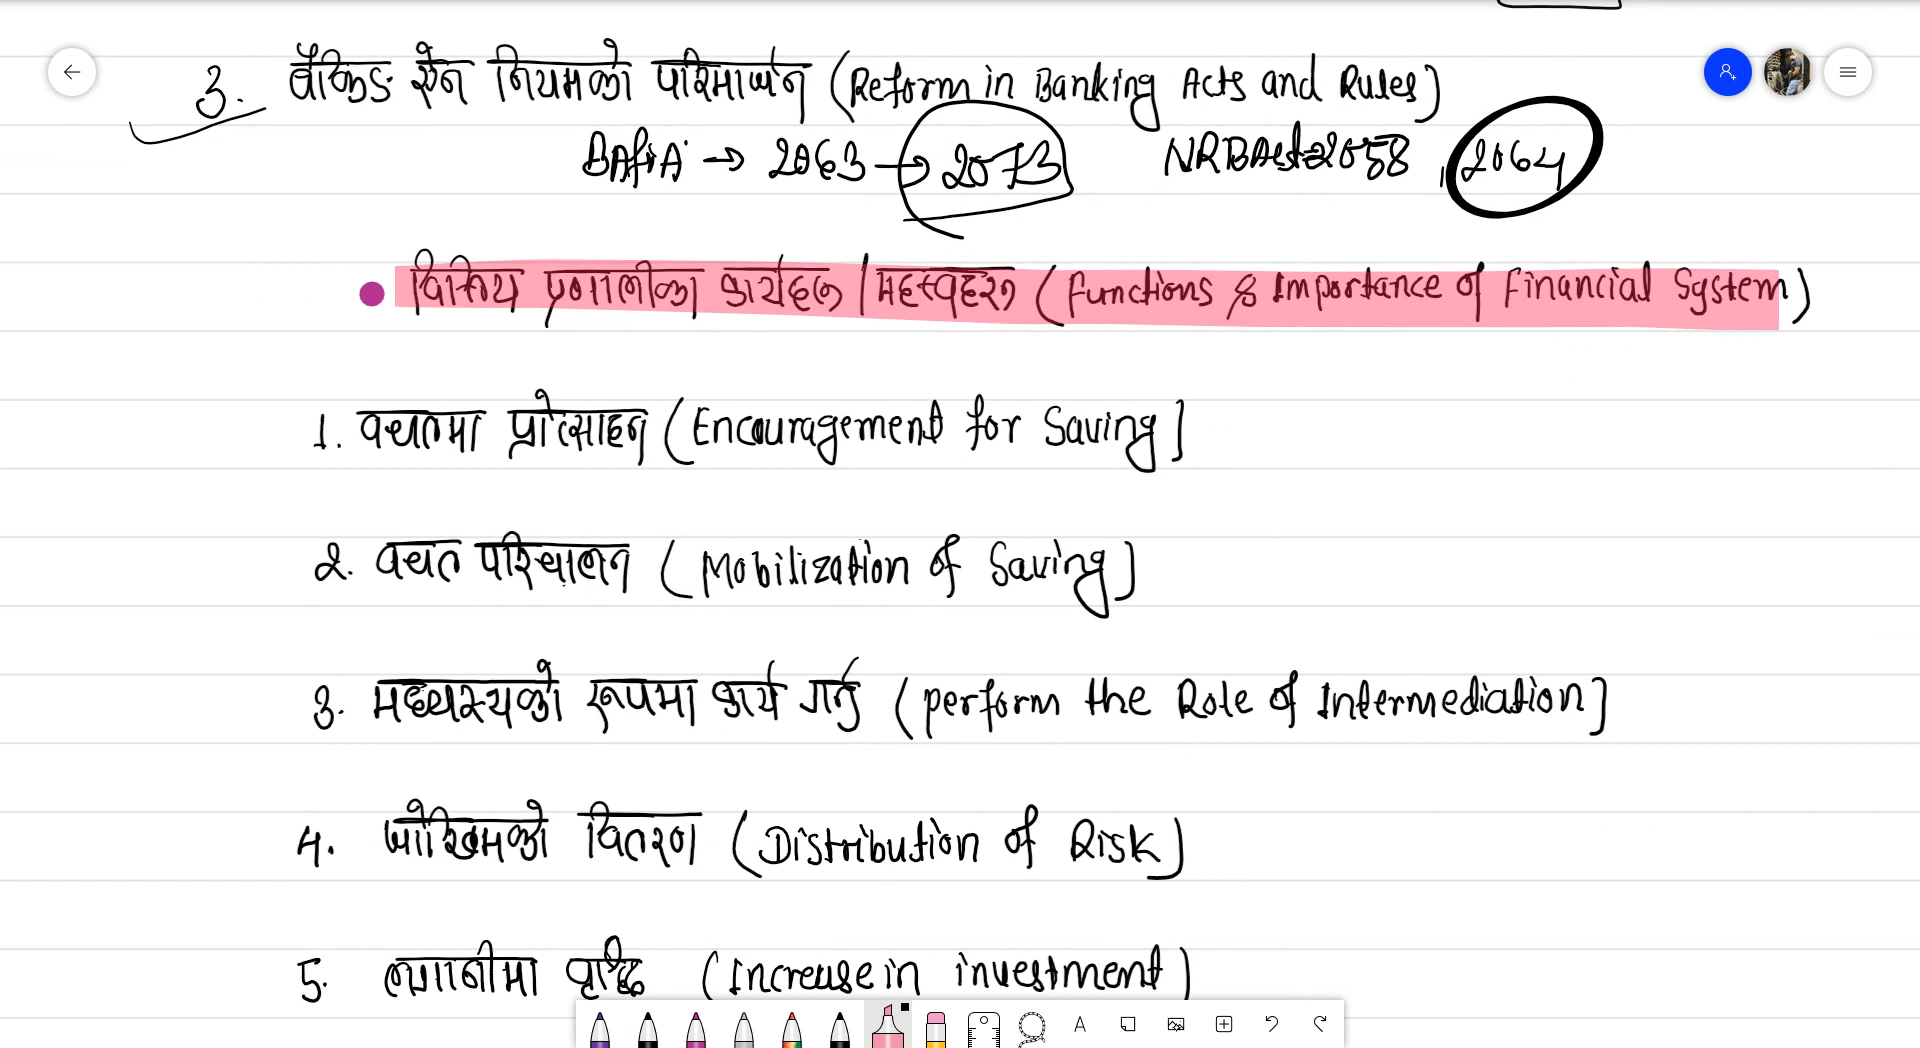 3. बैंकिङ ऐन नियमको परिमार्जन (Reform in Banking Acts and Rules)
BAfiA → 2063 → 2073 NRBAct=2058, 2064
वित्तिय प्रणालीका कार्यहरू / महत्वहरू (functions & Importance of Financial System)
1. बचतमा प्रोत्साहन (Encouragement for Saving]
2. बचत परिचालन (Mobilization of Saving]
3. मध्यस्थको रूपमा कार्य गर्नु (perform the Role of Intermediation]
4. जोखिमको वितरण (Distribution of Risk)
5. लगानीमा वृद्धि (Increase in investment)
A